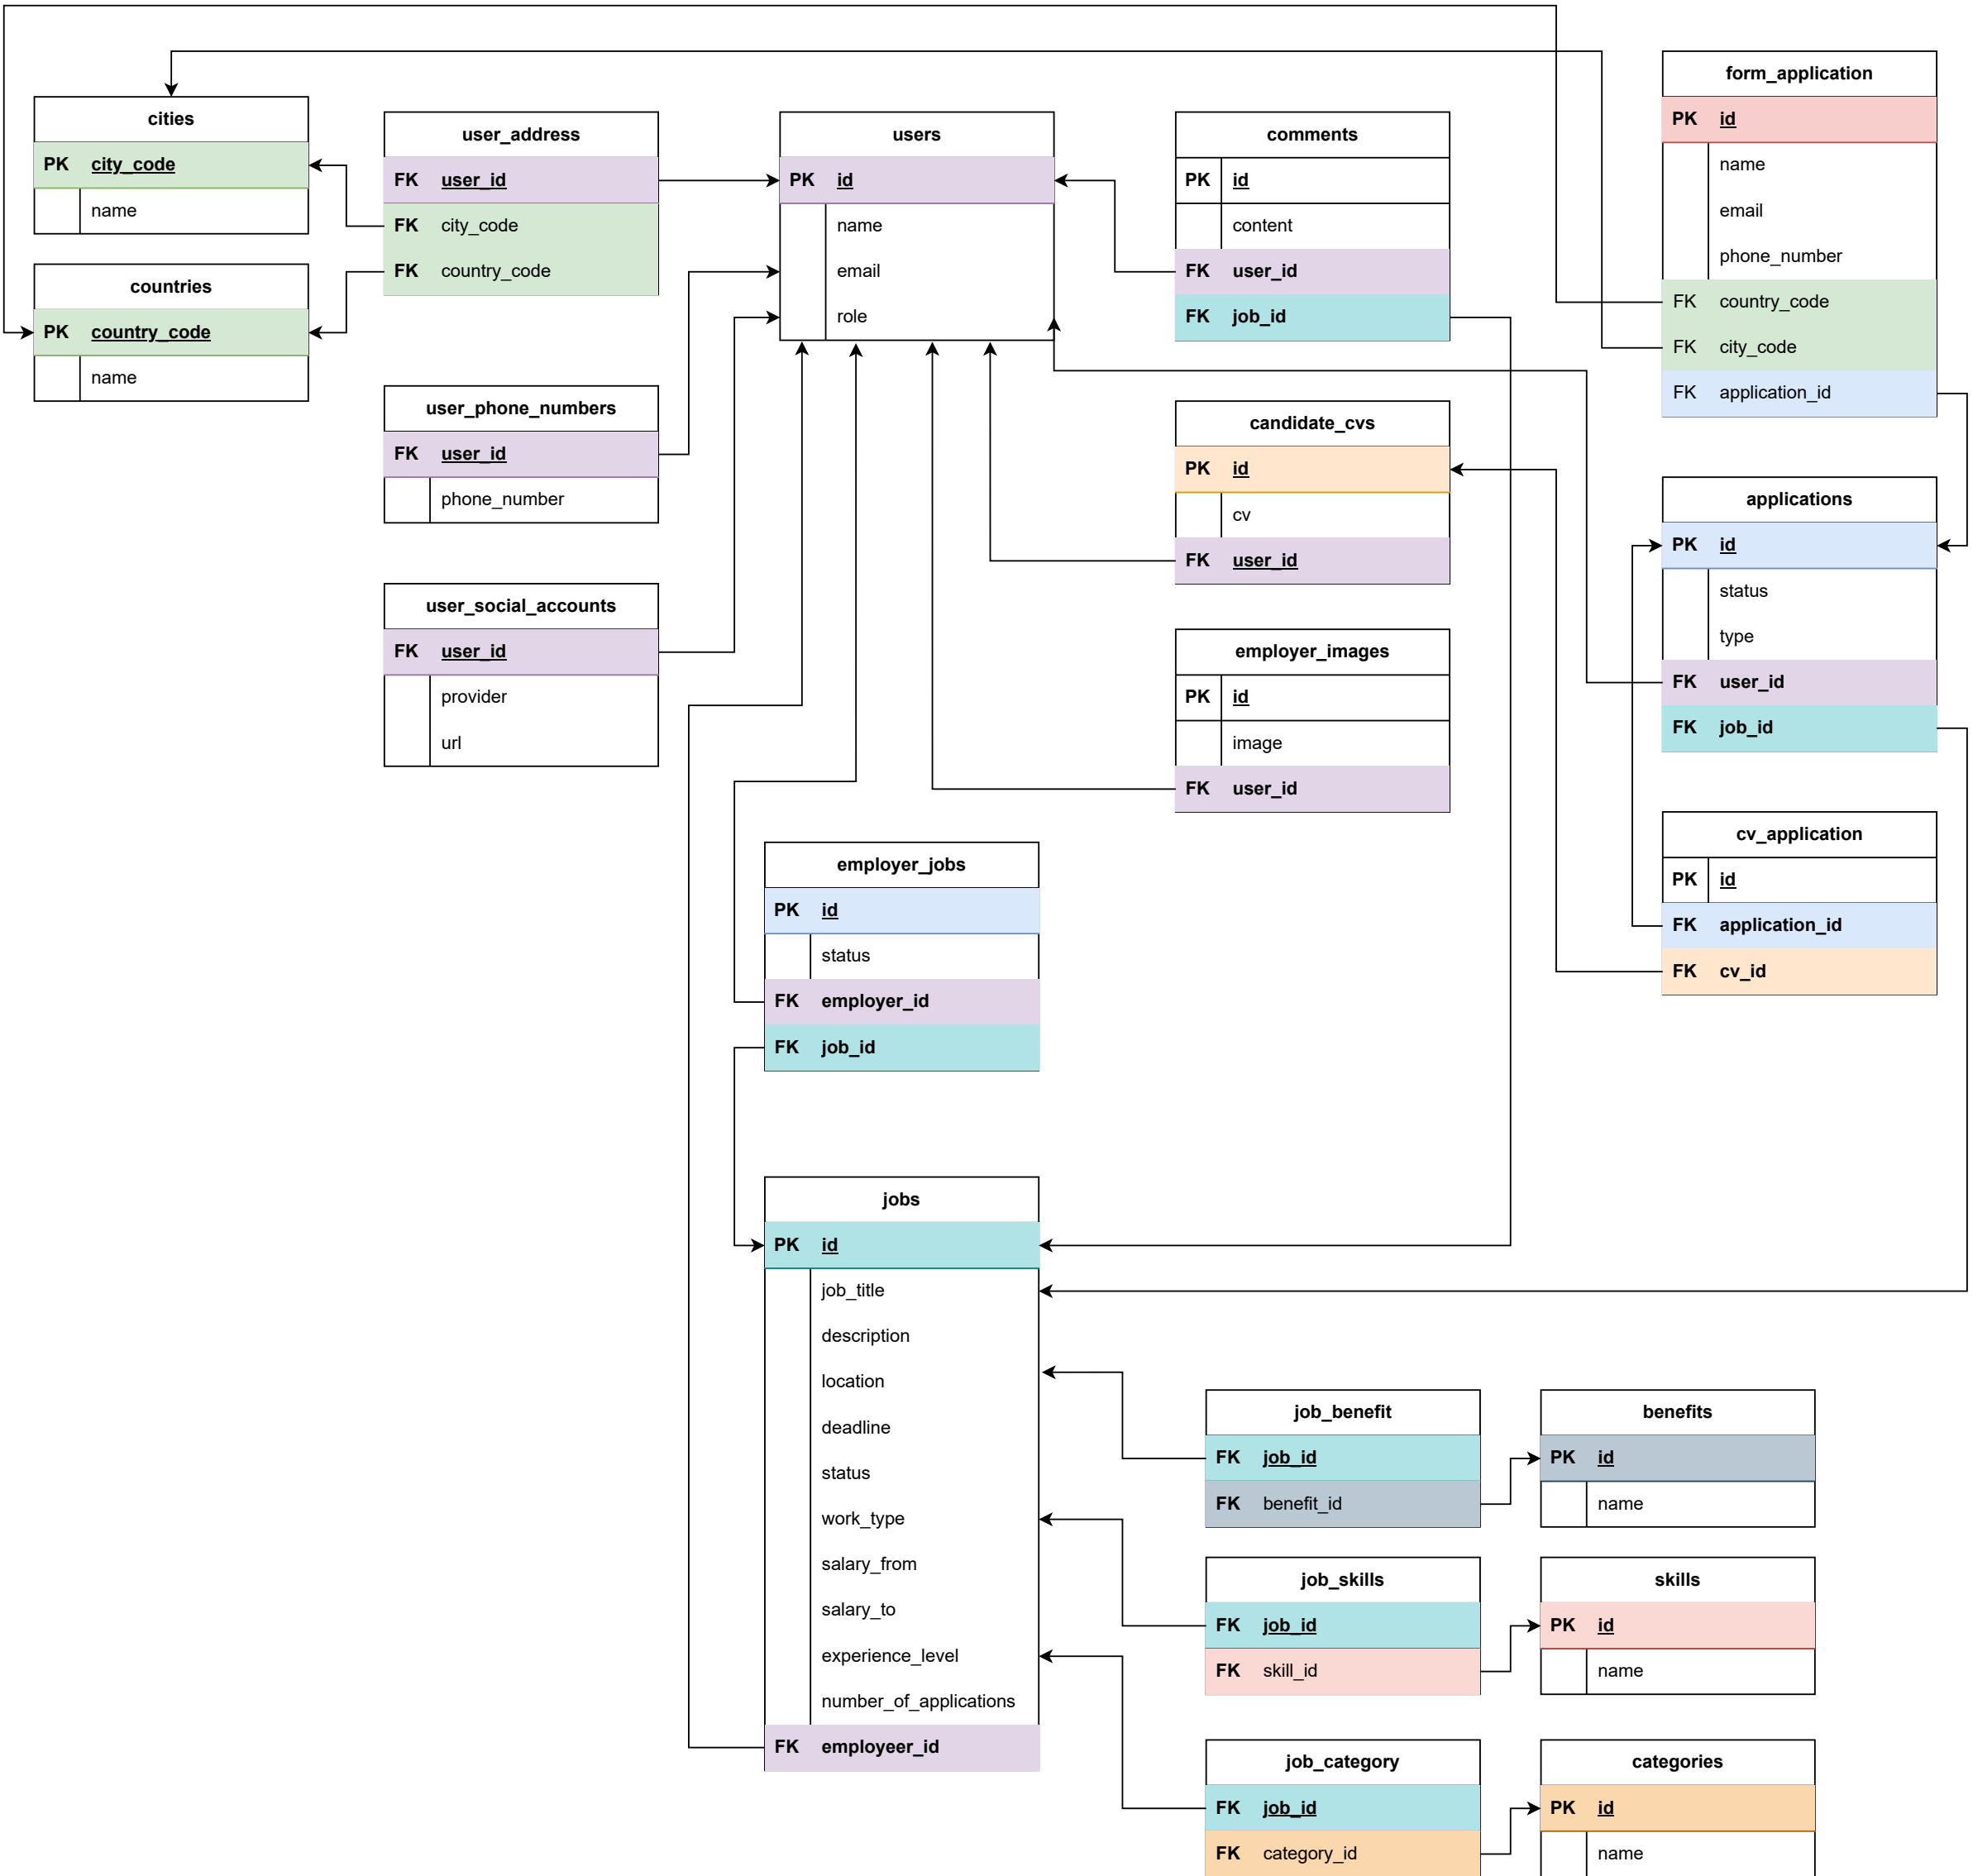 cities
PK city_code
name
countries
PK country_code
name
user_address
FK user_id
FK city_code
FK country_code
user_phone_numbers
FK user_id
phone_number
user_social_accounts
FK user_id
provider
url
users
PK id
name
email
role
comments
PK id
content
FK user_id
FK job_id
candidate_cvs
PK id
cv
FK user_id
employer_images
PK id
image
FK user_id
form_application
PK id
name
email
phone_number
FK country_code
FK city_code
FK application_id
applications
PK id
status
type
FK user_id
FK job_id
cv_application
PK id
FK application_id
FK cv_id
employer_jobs
PK id
status
FK employer_id
FK job_id
jobs
PK id
job_title
description
location
deadline
status
work_type
salary_from
salary_to
experience_level
number_of_applications
FK employeer_id
job_benefit
FK job_id
FK benefit_id
benefits
PK id
name
job_skills
FK job_id
FK skill_id
skills
PK id
name
job_category
FK job_id
FK category_id
categories
PK id
name